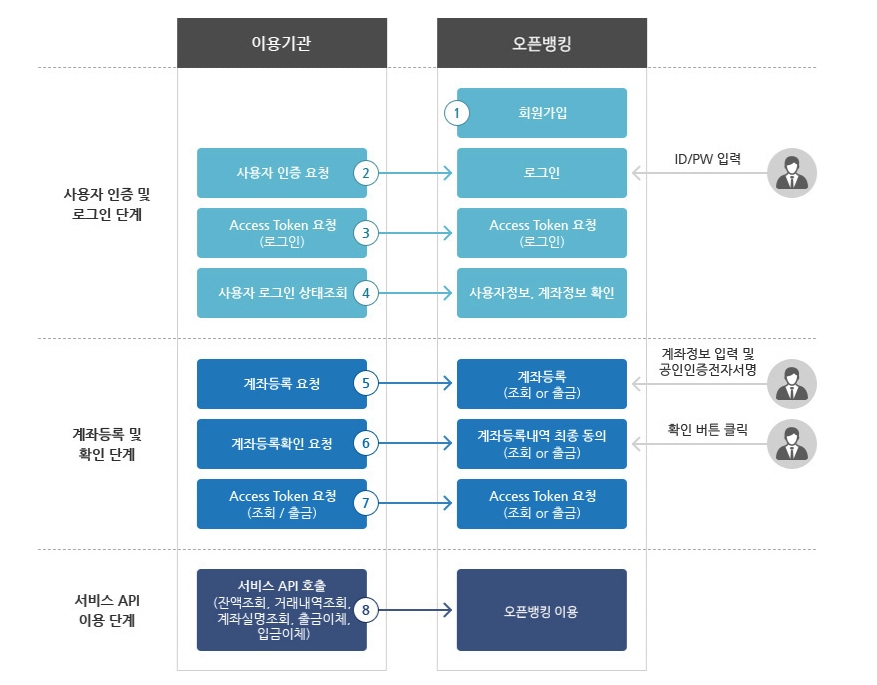 이용기관
오픈뱅킹
1
회원가입
사용자 인증 및
로그인 단계
사용자 인증 요청
2
로그인
ID/PW 입력
Access Token 요청
(로그인)
3
Access Token 요청
(로그인)
사용자 로그인 상태조회
4
사용자정보, 계좌정보 확인
계좌등록 및
확인 단계
계좌등록 요청
5
계좌등록
(조회 or 출금)
계좌정보 입력 및
공인인증전자서명
계좌등록확인 요청
6
계좌등록내역 최종 동의
(조회 or 출금)
확인 버튼 클릭
Access Token 요청
(조회 / 출금)
7
Access Token 요청
(조회 or 출금)
서비스 API
이용 단계
서비스 API 호출
(잔액조회, 거래내역조회,
계좌실명조회, 출금이체,
입금이체)
8
오픈뱅킹 이용